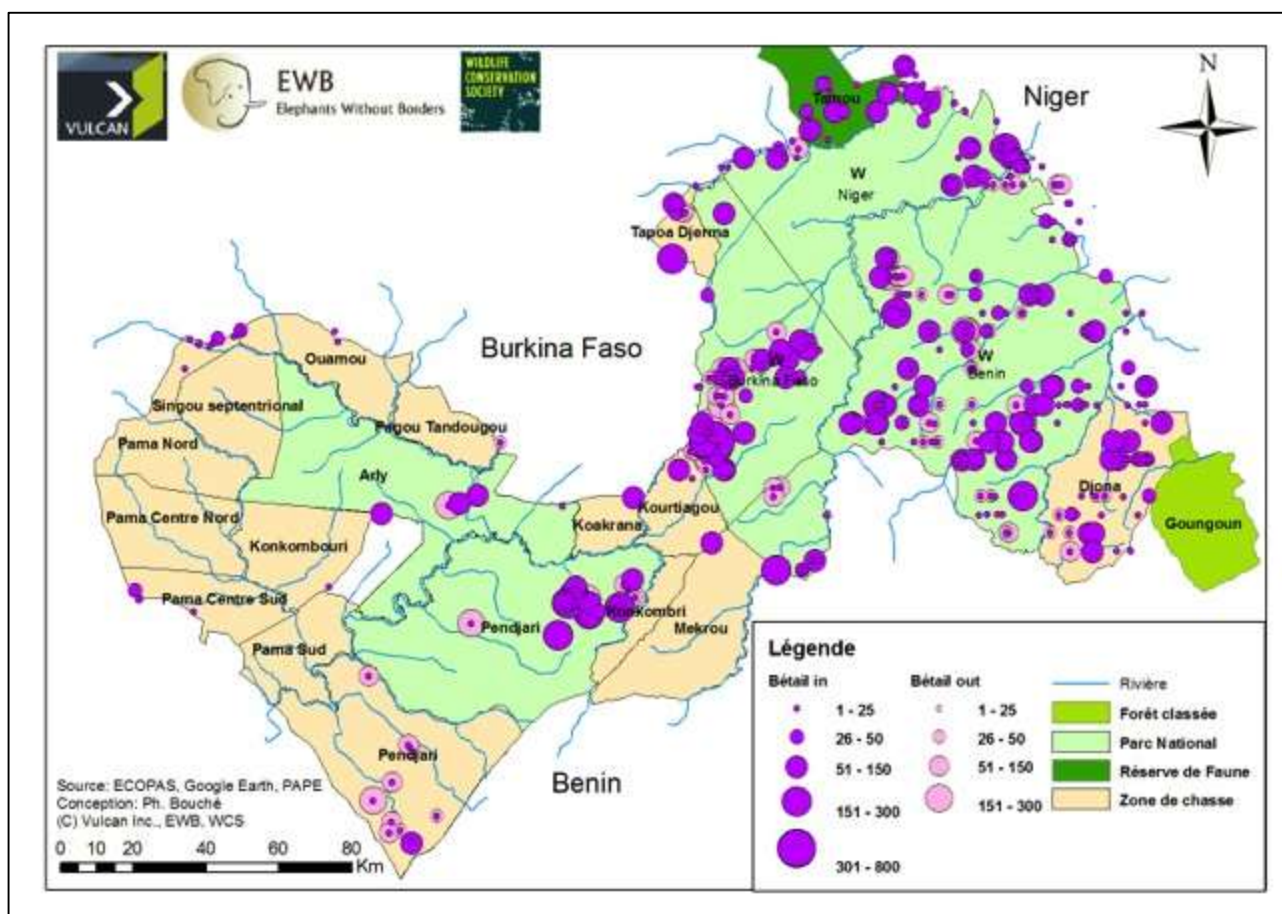 VULCAN
EWB
Elephants Without Borders
WILDLIFE
CONSERVATION
SOCIETY
Niger
N
Tamou
W
Niger
Tapoa Djerma
Burkina Faso
Ouamou
Singou septentrional
Pagou Tandougou
Pama Nord
Arly
W
Burkina Faso
W
Benin
Pama Centre Nord
Konkombouri
Koakrana
Kourtiagou
Djona
Goungoun
Pama Centre Sud
Pama Sud
Pendjari
Konkombri
Mekrou
Pendjari
Benin
Source: ECOPAS, Google Earth, PAPE
Conception: Ph. Bouché
(C) Vulcan Inc., EWB, WCS
0 10 20 40 60 80
Km
Légende
Bétail in
1 - 25
26 - 50
51 - 150
151 - 300
301 - 800
Bétail out
1 - 25
26 - 50
51 - 150
151 - 300
Rivière
Forêt classée
Parc National
Réserve de Faune
Zone de chasse